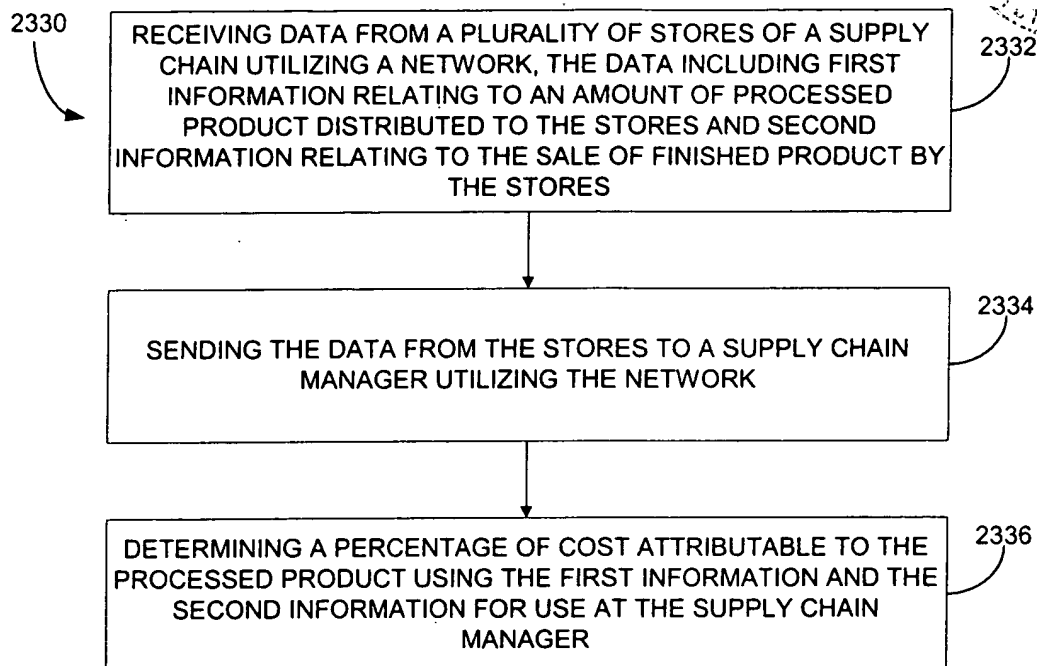 2330
RECEIVING DATA FROM A PLURALITY OF STORES OF A SUPPLY
CHAIN UTILIZING A NETWORK, THE DATA INCLUDING FIRST
INFORMATION RELATING TO AN AMOUNT OF PROCESSED
PRODUCT DISTRIBUTED TO THE STORES AND SECOND
INFORMATION RELATING TO THE SALE OF FINISHED PRODUCT BY
THE STORES
2332
SENDING THE DATA FROM THE STORES TO A SUPPLY CHAIN
MANAGER UTILIZING THE NETWORK
2334
DETERMINING A PERCENTAGE OF COST ATTRIBUTABLE TO THE
PROCESSED PRODUCT USING THE FIRST INFORMATION AND THE
SECOND INFORMATION FOR USE AT THE SUPPLY CHAIN
MANAGER
2336